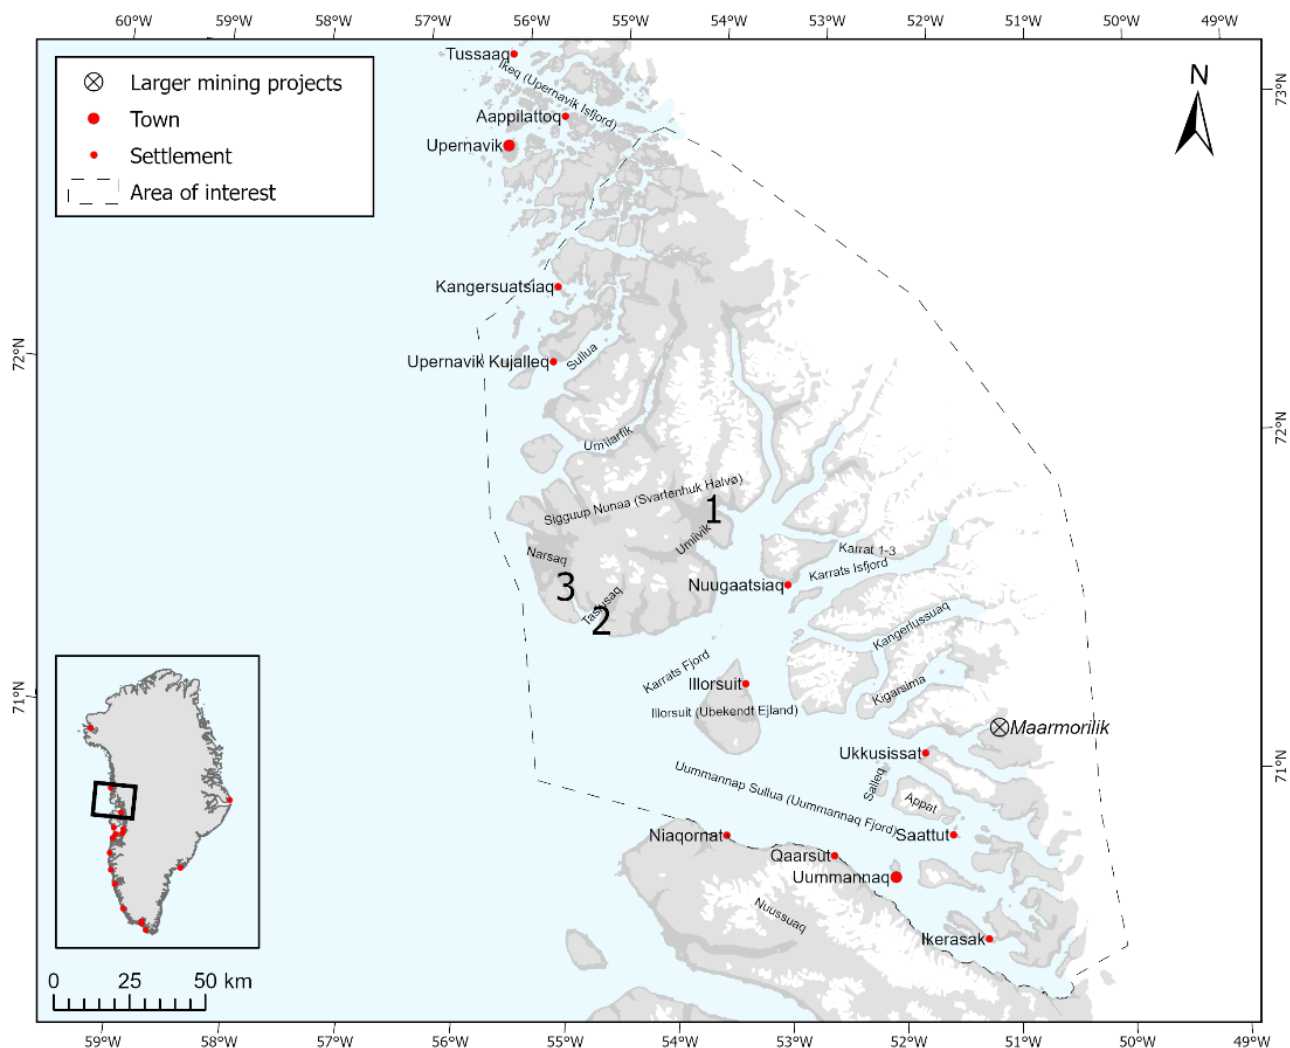 60°W 59°W 58°W 57°W 56°W 55°W 54°W 53°W 52°W 51°W 50°W 49°W
Larger mining projects
Town
Settlement
Area of interest
N
73°N
Tussaaq
Ikeq (Upernavik Isfjord)
Aappilattoq
Upernavik
Kangersuatsiaq
72°N
Upernavik Kujalleq
Sullua
Umiiarfik
72°N
Sigguup Nunaa (Svartenhuk Halvø)
1
Umiivik
Narsaq
Karrat 1-3
Karrats Isfjord
3
Nuugaatsiaq
Tasiusaq
2
Kangerlussuaq
Karrats Fjord
Illorsuit
Kigarsima
71°N
Illorsuit (Ubekendt Ejland)
Maarmorilik
Ukkusissat
71°N
Uummannap Sullua (Uummannaq Fjord)
Salleq
Appat
Niaqornat
Saattut
Qaarsut
Uummannaq
Nuussuaq
Ikerasak
0 25 50 km
59°W 58°W 57°W 56°W 55°W 54°W 53°W 52°W 51°W 50°W 49°W